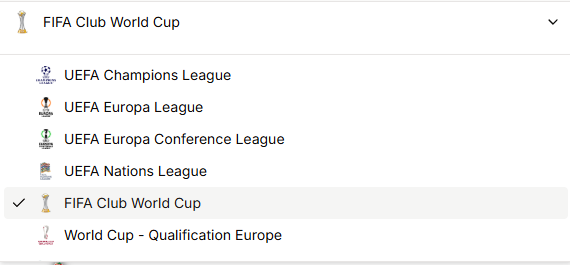 FIFA Club World Cup
UEFA Champions League
UEFA Europa League
UEFA Europa Conference League
UEFA Nations League
FIFA Club World Cup
World Cup - Qualification Europe